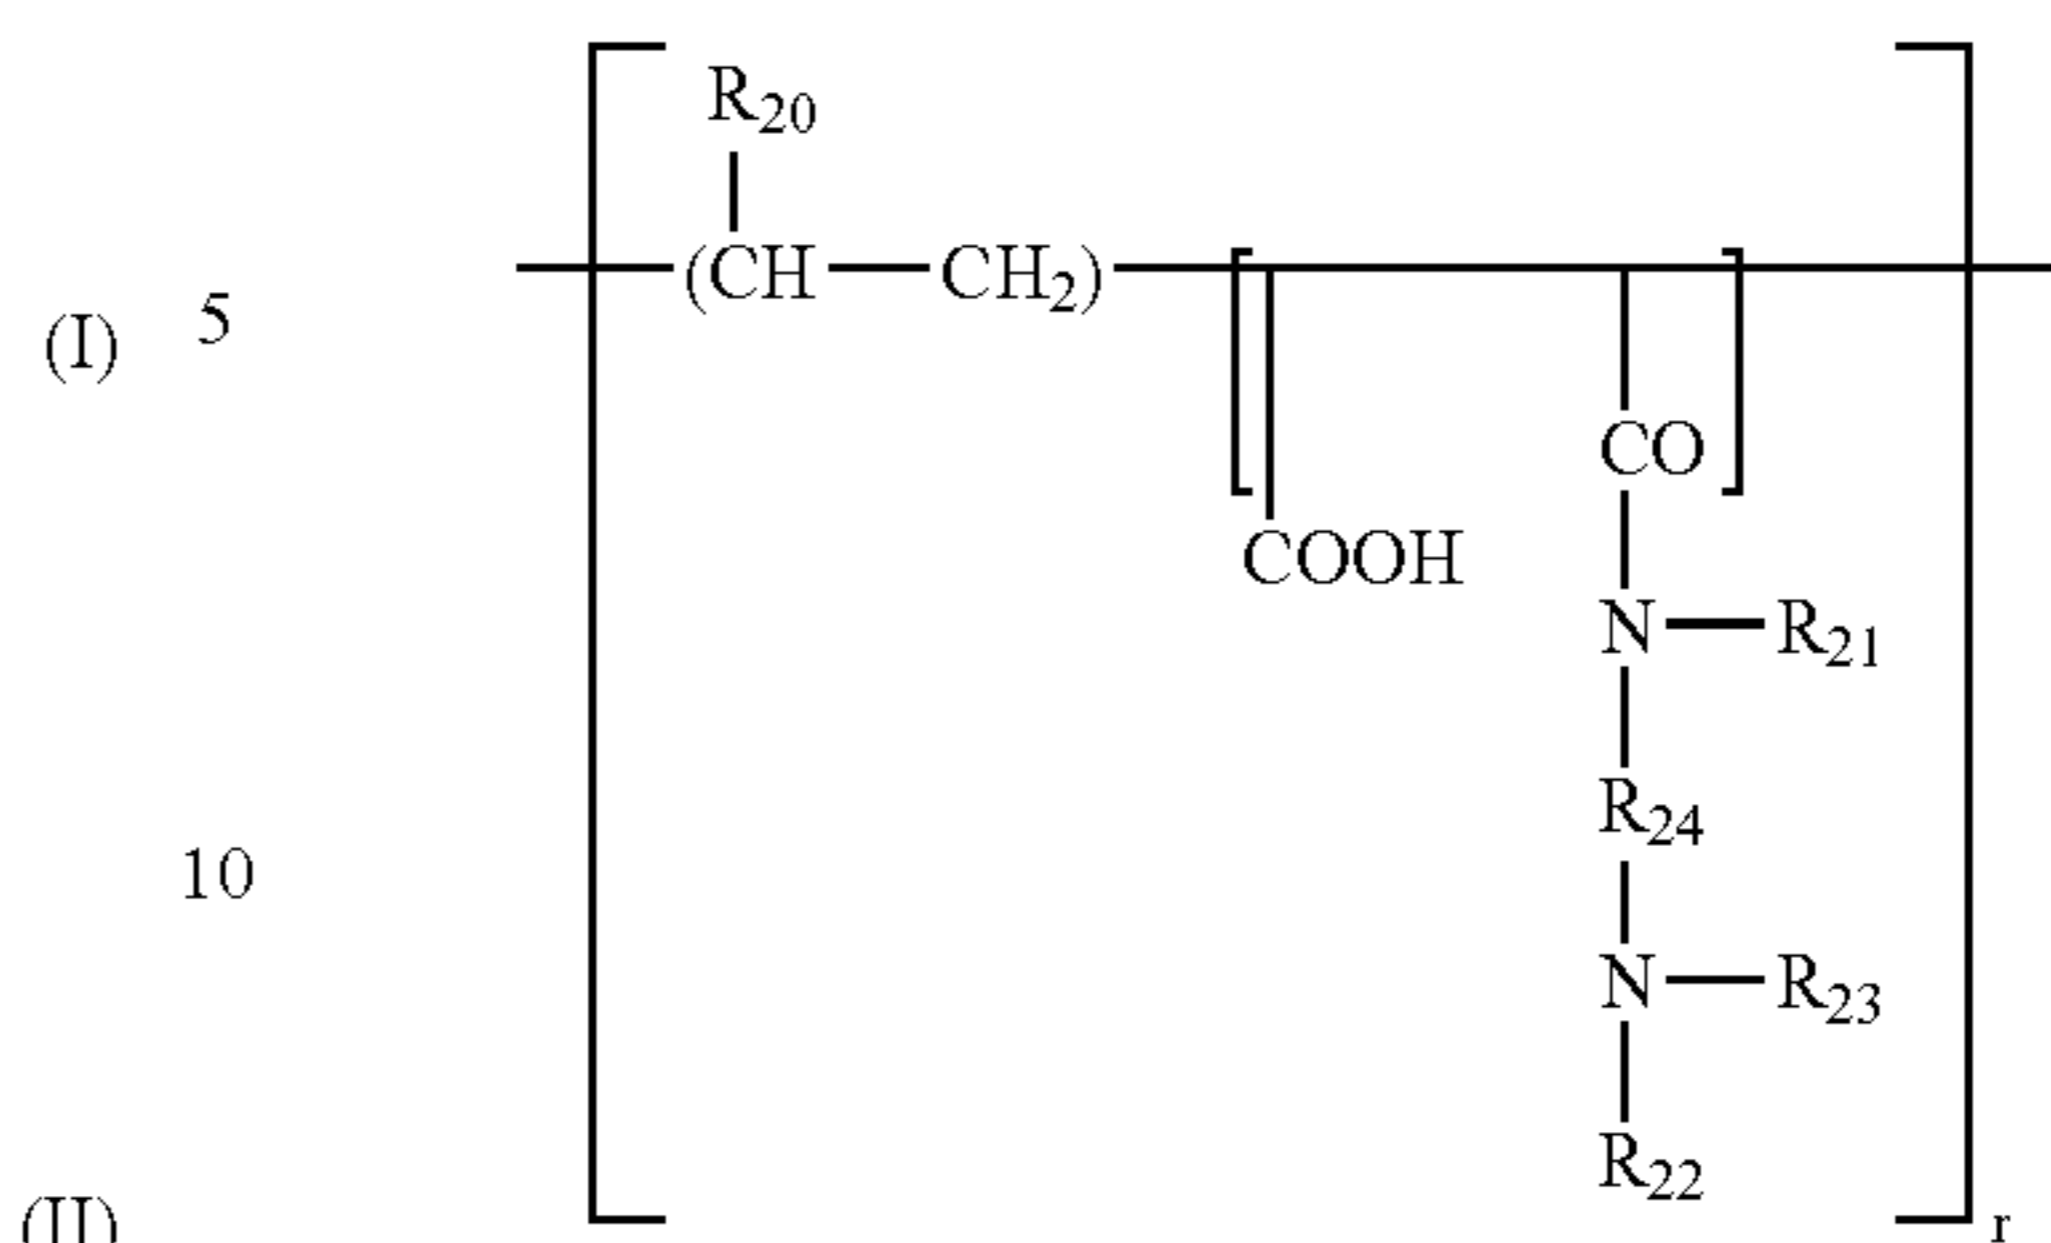 R20
(CH — CH2)
(I) 5
CO
COOH
N — R21
R24
10
N — R23
R22
(II)
r